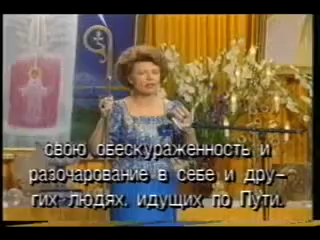 свою обескураженность и
разочарование в себе и дру-
гих людях, идущих по Пути.